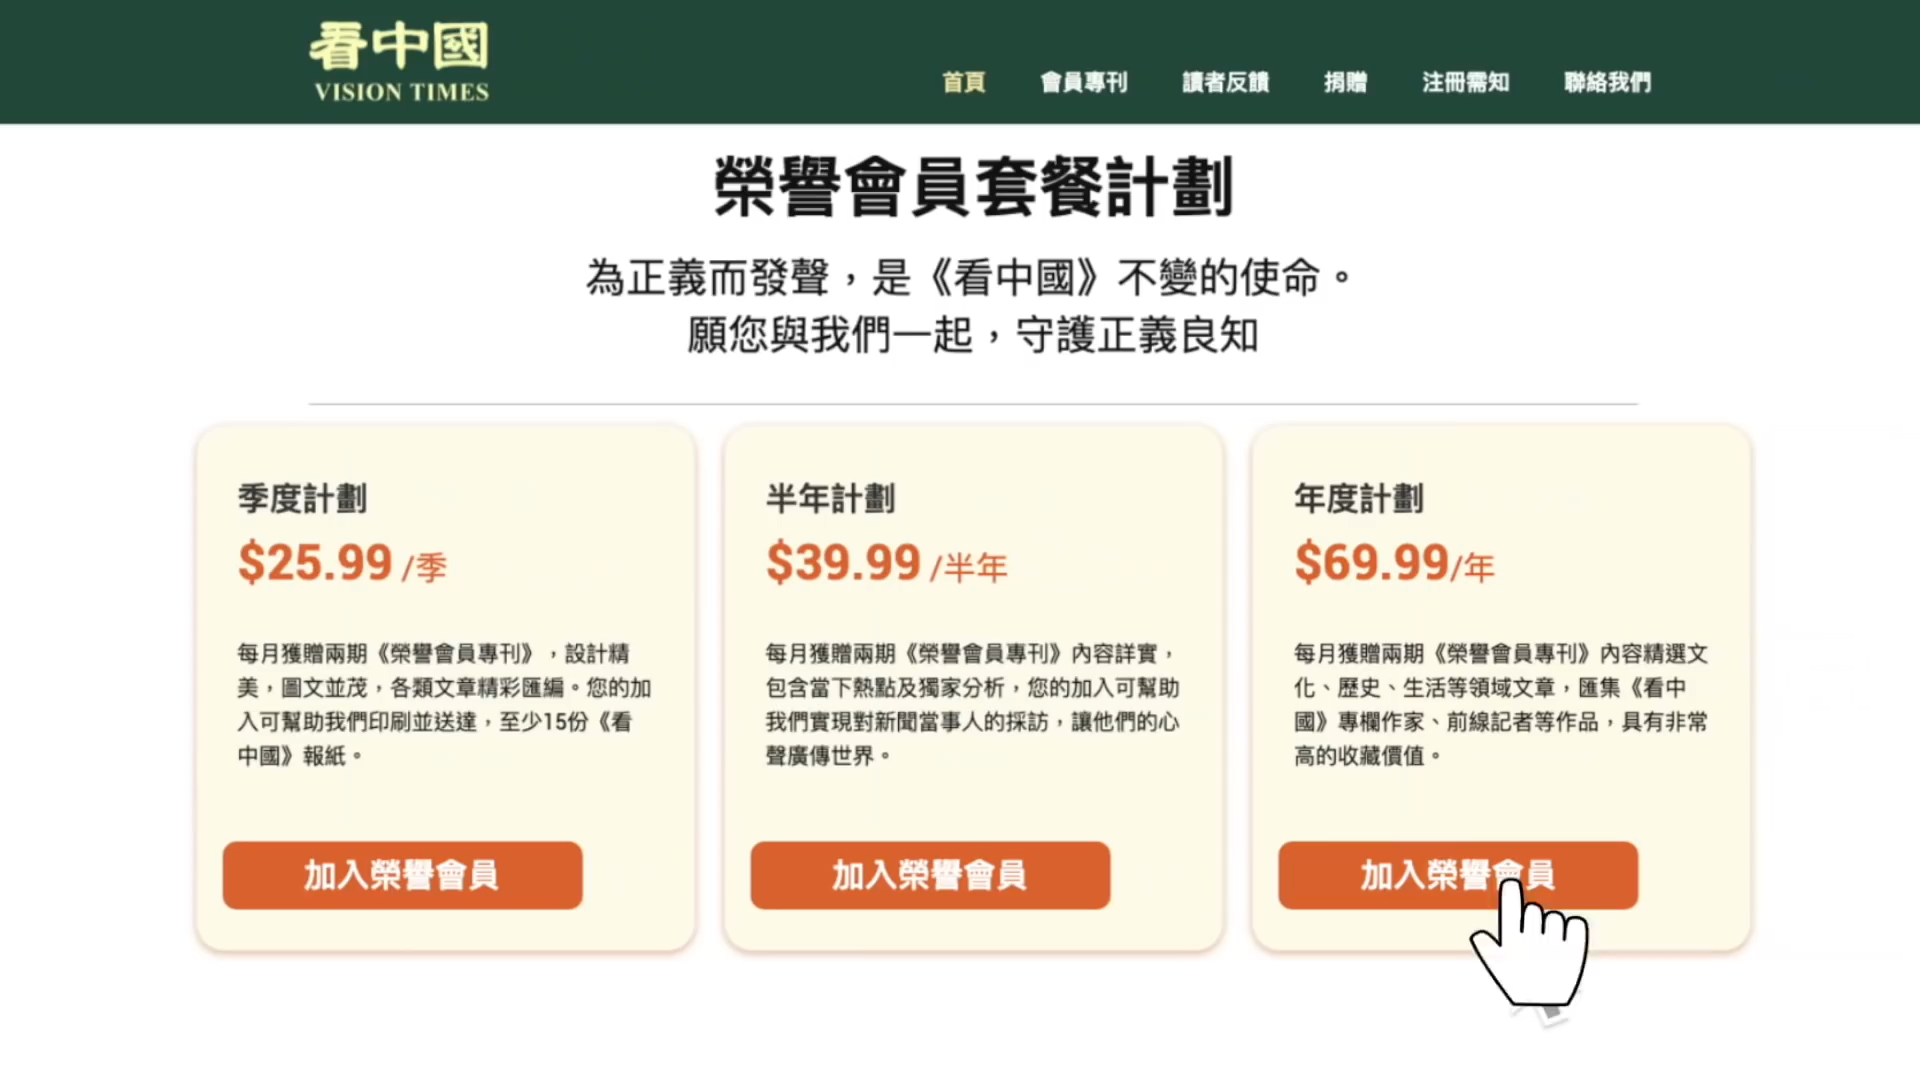 看中國
VISION TIMES
首頁 會員專刊 讀者反饋 捐贈 注冊需知 聯絡我們
榮譽會員套餐計劃
為正義而發聲，是《看中國》不變的使命。
願您與我們一起，守護正義良知
季度計劃
$25.99 /季
每月獲贈兩期《榮譽會員專刊》，設計精
美，圖文並茂，各類文章精彩匯編。您的加
入可幫助我們印刷並送達，至少15份《看
中國》報紙。
加入榮譽會員
半年計劃
$39.99 /半年
每月獲贈兩期《榮譽會員專刊》內容詳實，
包含當下熱點及獨家分析，您的加入可幫助
我們實現對新聞當事人的採訪，讓他們的心
聲廣傳世界。
加入榮譽會員
年度計劃
$69.99/年
每月獲贈兩期《榮譽會員專刊》內容精選文
化、歷史、生活等領域文章，匯集《看中
國》專欄作家、前線記者等作品，具有非常
高的收藏價值。
加入榮譽會員